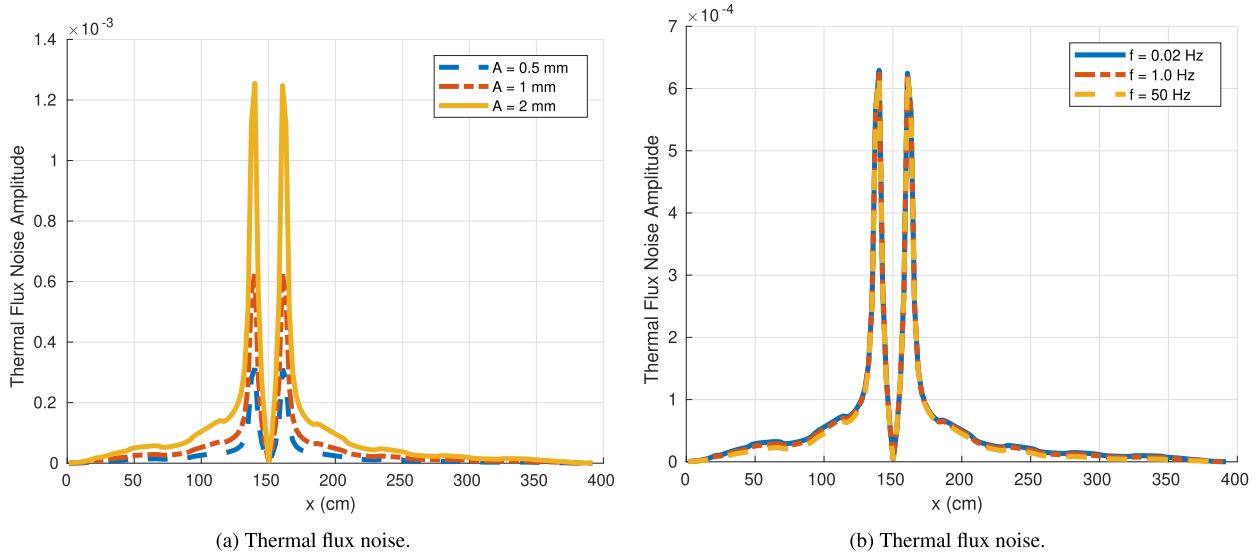 ×10⁻³
1.4
1.2
1
0.8
0.6
0.4
0.2
0
Thermal Flux Noise Amplitude
A = 0.5 mm
A = 1 mm
A = 2 mm
0 50 100 150 200 250 300 350 400
x (cm)
(a) Thermal flux noise.
×10⁻⁴
7
6
5
4
3
2
1
0
Thermal Flux Noise Amplitude
f = 0.02 Hz
f = 1.0 Hz
f = 50 Hz
0 50 100 150 200 250 300 350 400
x (cm)
(b) Thermal flux noise.